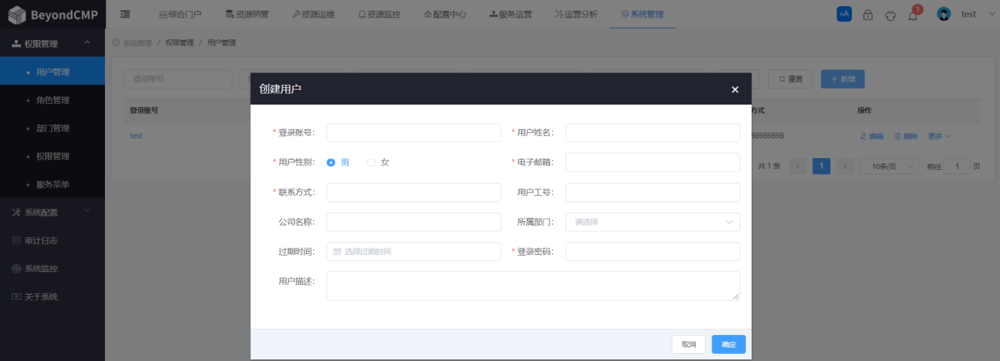 BeyondCMP
综合门户 资源纳管 资源运维 资源监控 配置中心 服务运营 运营分析 系统管理
AA 1 test
权限管理
用户管理
角色管理
部门管理
权限管理
服务菜单
系统配置
审计日志
系统监控
关于系统
系统管理 / 权限管理 / 用户管理
登录账号 重置 + 新增
登录账号 方式 操作
test 98989898 编辑 删除 更多
共 1 条 1 10条/页 前往 1 页
创建用户
* 登录账号: * 用户姓名:
* 用户性别: 男 女 * 电子邮箱:
* 联系方式: 用户工号:
公司名称: 所属部门: 请选择
过期时间: 选择过期时间 * 登录密码:
用户描述:
取消 确定